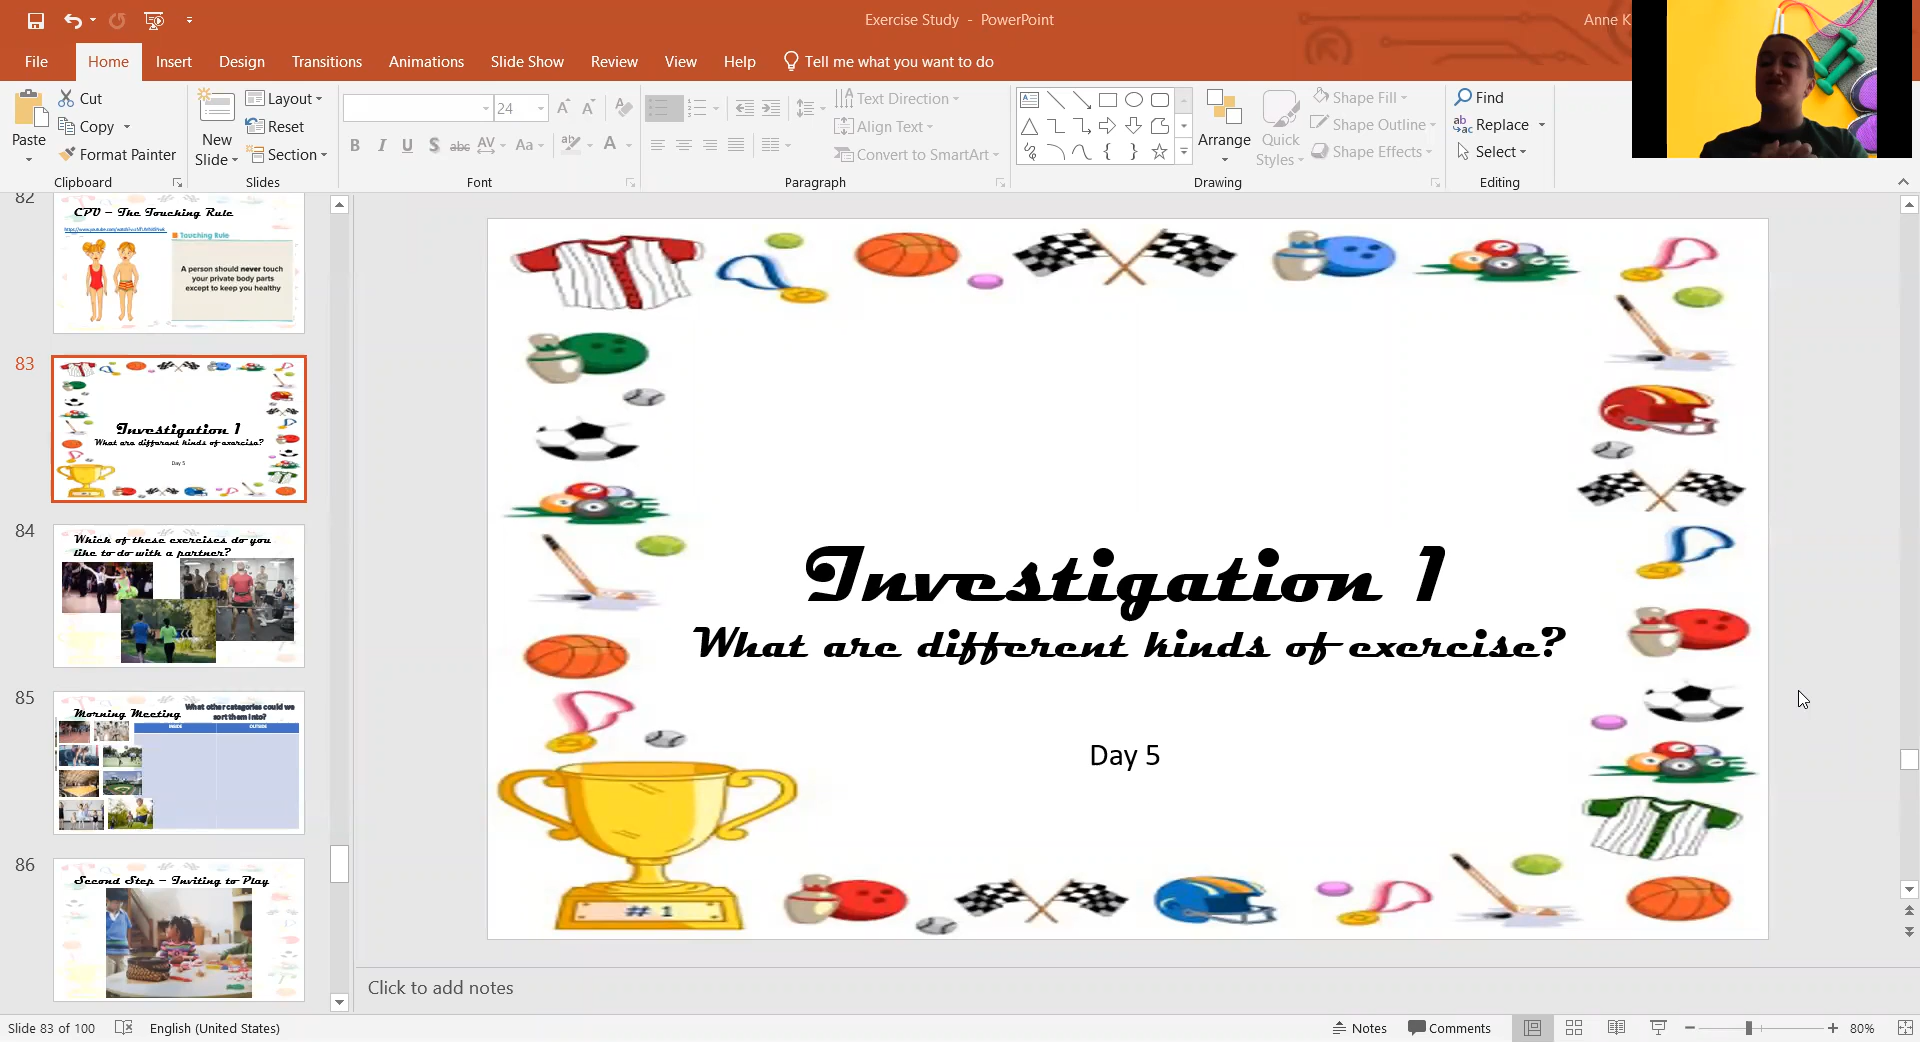 Exercise Study - PowerPoint
Anne K
File
Home
Insert
Design
Transitions
Animations
Slide Show
Review
View
Help
Tell me what you want to do
Paste
Cut
Copy
Format Painter
Clipboard
New
Slide
Layout
Reset
Section
Slides
24
B I U S abc AV Aa A
Font
Text Direction
Align Text
Convert to SmartArt
Paragraph
Arrange
Quick
Styles
Shape Fill
Shape Outline
Shape Effects
Drawing
Find
Replace
Select
Editing
82
CPU - The Touching Rule
Touching Rule
A person should never touch
your private body parts
except to keep you healthy
83
Investigation 1
What are different kinds of exercise?
Day 5
84
Which of these exercises do you
like to do with a partner?
85
Morning Meeting
What other categories could we
sort them into?
INSIDE
OUTSIDE
86
Second Step - Inviting to Play
Investigation 1
What are different kinds of exercise?
Day 5
# 1
Click to add notes
Slide 83 of 100
English (United States)
Notes
Comments
80%